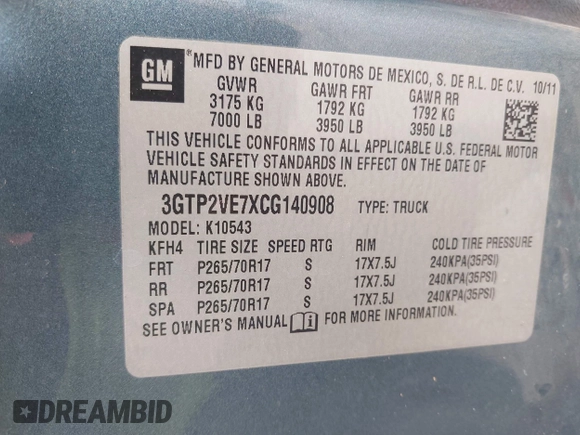 GM
® MFD BY GENERAL MOTORS DE MEXICO, S. DE R.L. DE C.V. 10/11
GVWR GAWR FRT GAWR RR
3175 KG 1792 KG 1792 KG
7000 LB 3950 LB 3950 LB
THIS VEHICLE CONFORMS TO ALL APPLICABLE U.S. FEDERAL MOTOR
VEHICLE SAFETY STANDARDS IN EFFECT ON THE DATE OF
MANUFACTURE SHOWN ABOVE.
3GTP2VE7XCG140908 TYPE: TRUCK
MODEL: K10543
KFH4 TIRE SIZE SPEED RTG RIM COLD TIRE PRESSURE
FRT P265/70R17 S 17X7.5J 240KPA(35PSI)
RR P265/70R17 S 17X7.5J 240KPA(35PSI)
SPA P265/70R17 S 17X7.5J 240KPA(35PSI)
SEE OWNER'S MANUAL i FOR MORE INFORMATION.
DREAMBID